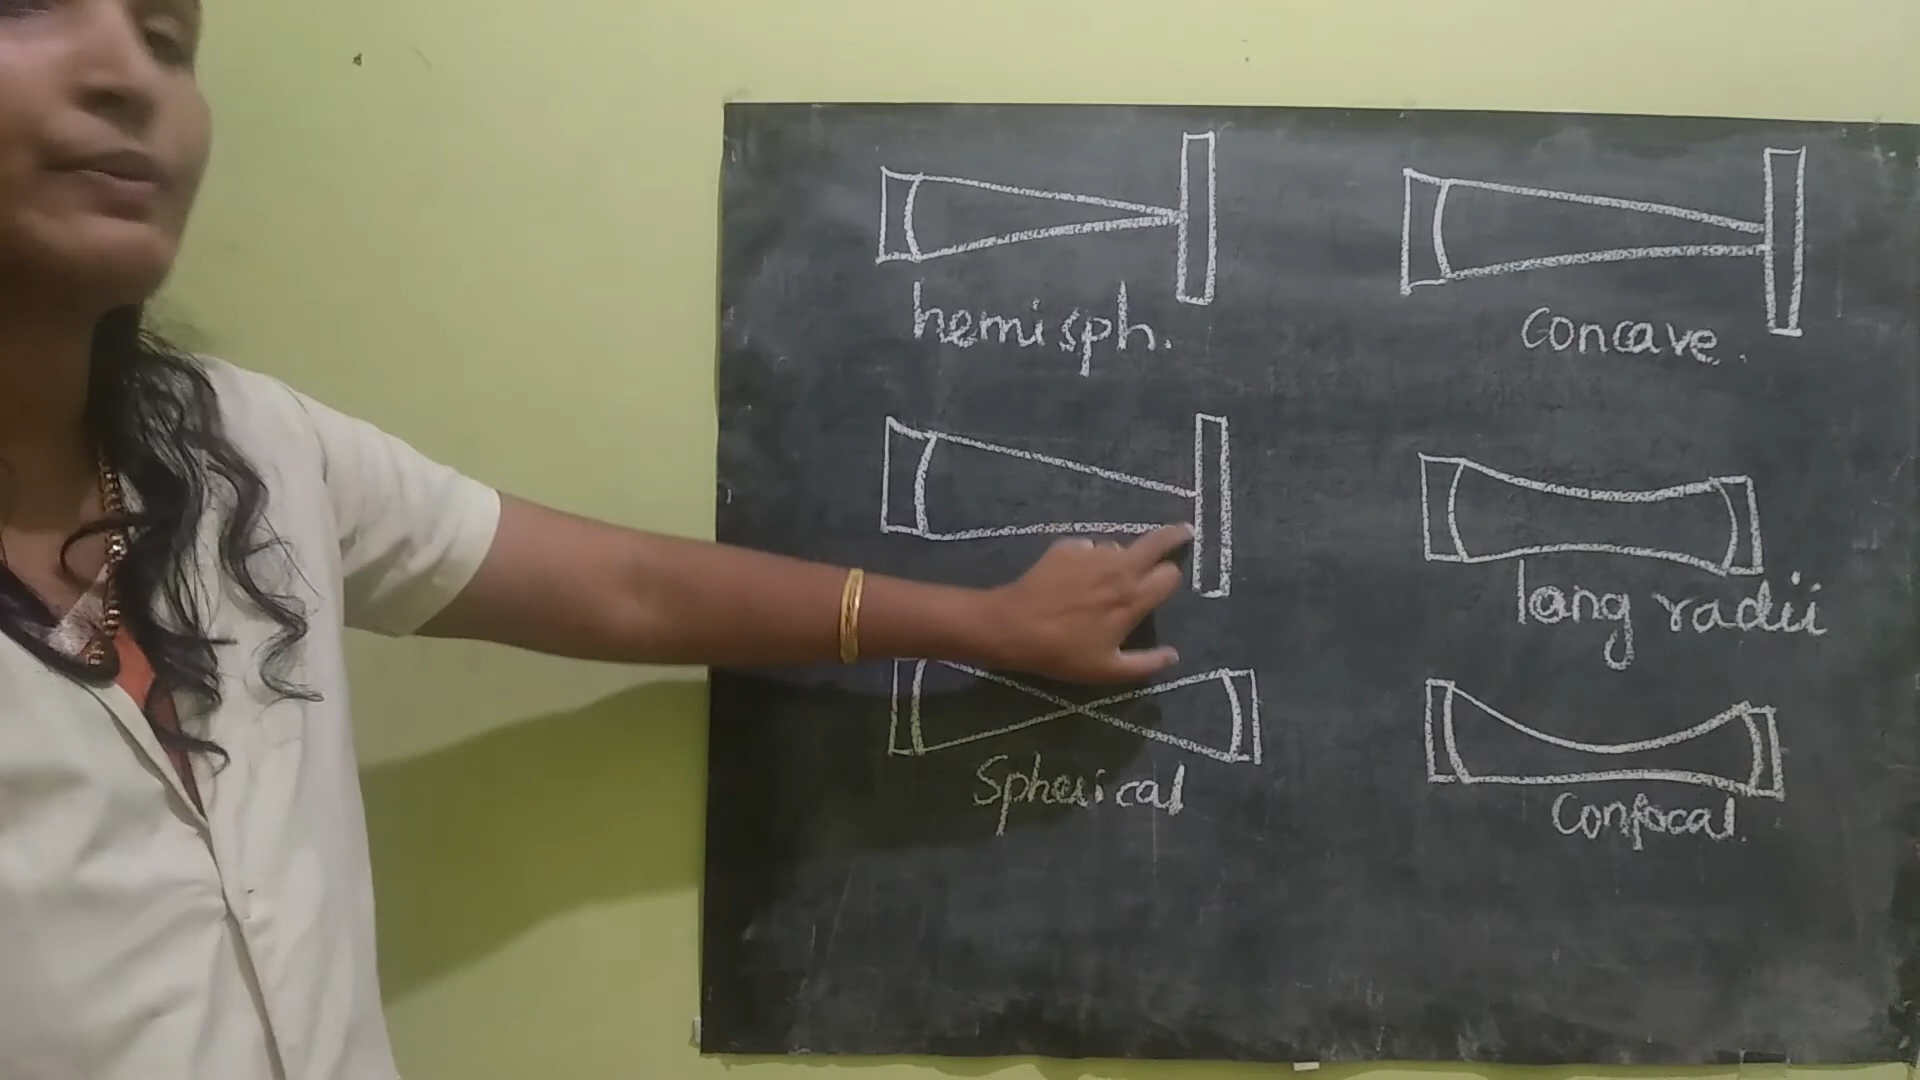 hemisph.
concave.
long radii
Spherical
Confocal.